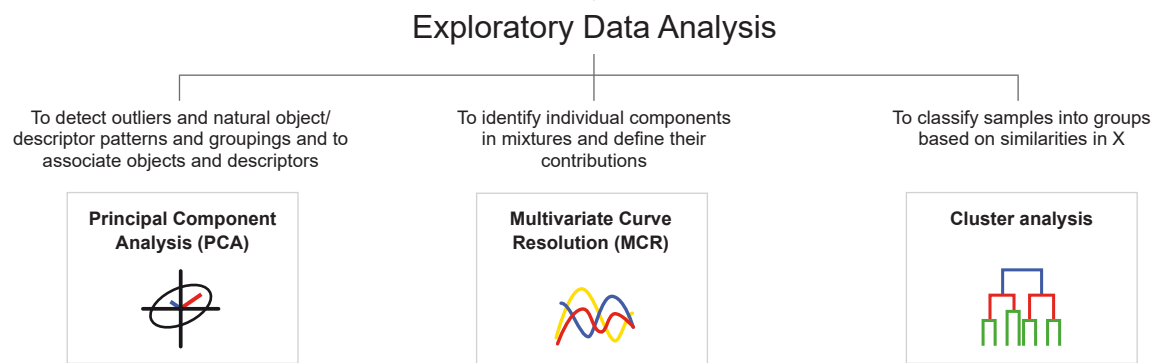 Exploratory Data Analysis
To detect outliers and natural object/
descriptor patterns and groupings and to
associate objects and descriptors
To identify individual components
in mixtures and define their
contributions
To classify samples into groups
based on similarities in X
Principal Component
Analysis (PCA)
Multivariate Curve
Resolution (MCR)
Cluster analysis